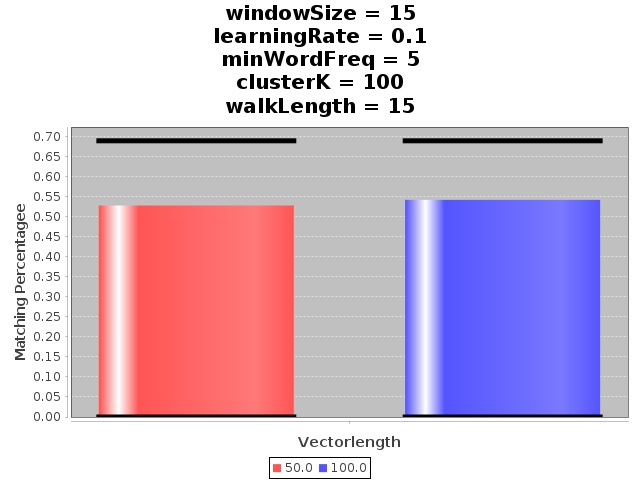 windowSize = 15
learningRate = 0.1
minWordFreq = 5
clusterK = 100
walkLength = 15
0.70
0.65
0.60
0.55
0.50
0.45
0.40
0.35
0.30
0.25
0.20
0.15
0.10
0.05
0.00
Matching Percentagee
Vectorlength
50.0 100.0